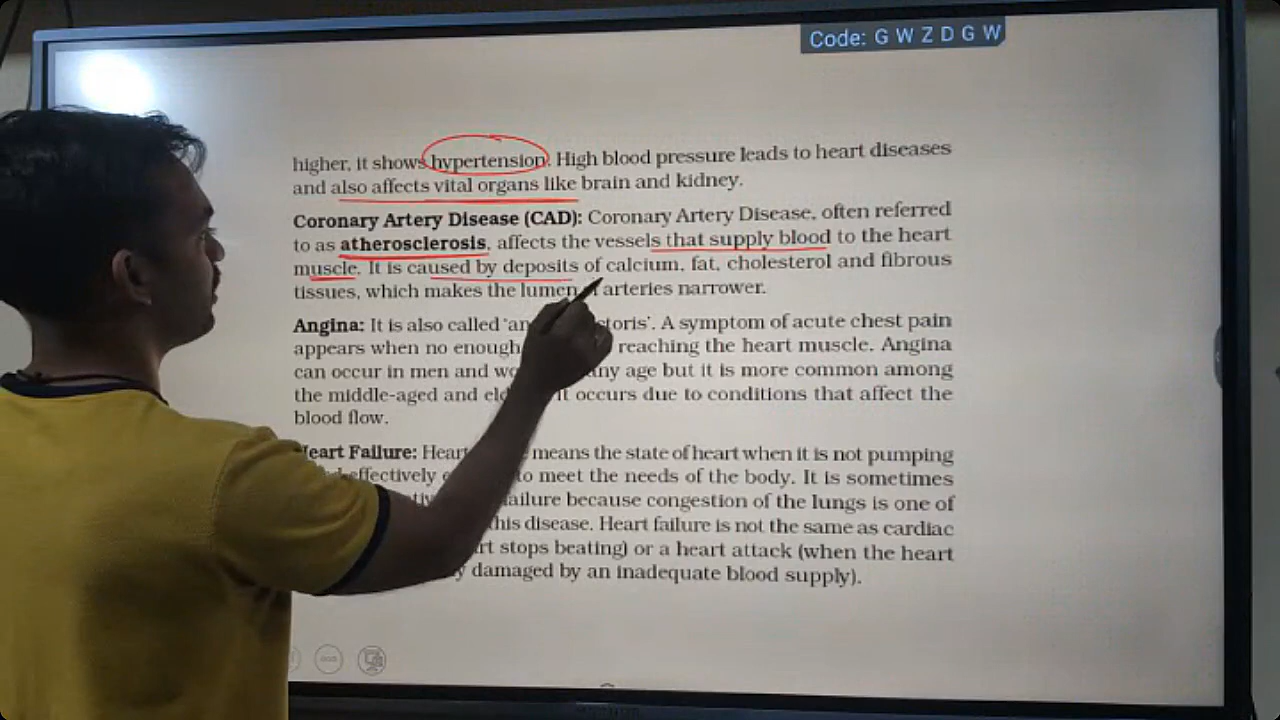 Code: G W Z D G W
higher, it shows hypertension. High blood pressure leads to heart diseases
and also affects vital organs like brain and kidney.
Coronary Artery Disease (CAD): Coronary Artery Disease, often referred
to as atherosclerosis, affects the vessels that supply blood to the heart
muscle. It is caused by deposits of calcium, fat, cholesterol and fibrous
tissues, which makes the lumen arteries narrower.
Angina: It is also called 'an toris'. A symptom of acute chest pain
appears when no enough reaching the heart muscle. Angina
can occur in men and wo any age but it is more common among
the middle-aged and eld It occurs due to conditions that affect the
blood flow.
Heart Failure: Heart means the state of heart when it is not pumping
effectively to meet the needs of the body. It is sometimes
failure because congestion of the lungs is one of
this disease. Heart failure is not the same as cardiac
stops beating) or a heart attack (when the heart
damaged by an inadequate blood supply).